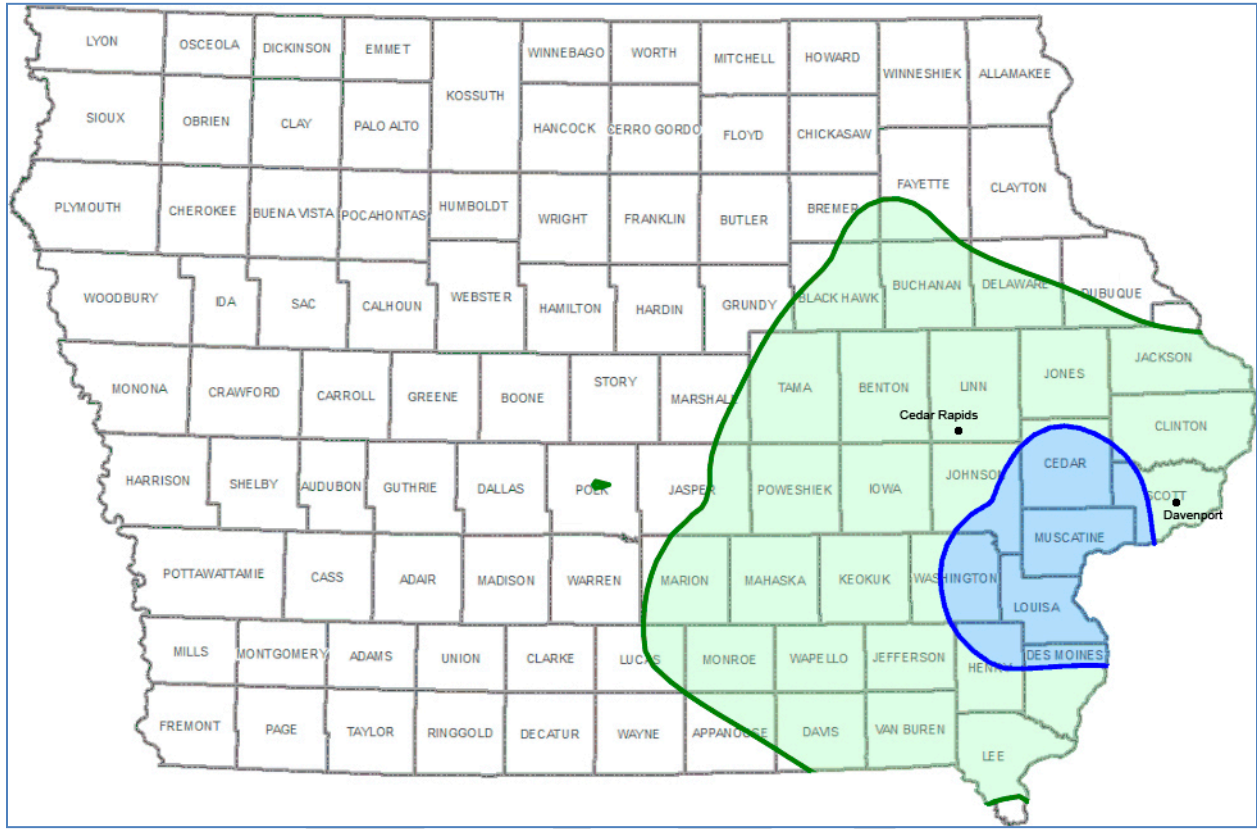 LYON
OSCEOLA
DICKINSON
EMMET
KOSSUTH
WINNEBAGO
WORTH
MITCHELL
HOWARD
WINNESHIEK
ALLAMAKEE
SIOUX
OBRIEN
CLAY
PALO ALTO
HANCOCK
CERRO GORDO
FLOYD
CHICKASAW
FAYETTE
CLAYTON
PLYMOUTH
CHEROKEE
BUENA VISTA
POCAHONTAS
HUMBOLDT
WRIGHT
FRANKLIN
BUTLER
BREMER
WOODBURY
IDA
SAC
CALHOUN
WEBSTER
HAMILTON
HARDIN
GRUNDY
BLACK HAWK
BUCHANAN
DELAWARE
DUBUQUE
MONONA
CRAWFORD
CARROLL
GREENE
BOONE
STORY
MARSHALL
TAMA
BENTON
LINN
JONES
JACKSON
Cedar Rapids
CLINTON
HARRISON
SHELBY
AUDUBON
GUTHRIE
DALLAS
POLK
JASPER
POWESHIEK
IOWA
JOHNSON
CEDAR
SCOTT
Davenport
POTTAWATTAMIE
CASS
ADAIR
MADISON
WARREN
MARION
MAHASKA
KEOKUK
WASHINGTON
MUSCATINE
LOUISA
MILLS
MONTGOMERY
ADAMS
UNION
CLARKE
LUCAS
MONROE
WAPELLO
JEFFERSON
HENRY
DES MOINES
FREMONT
PAGE
TAYLOR
RINGGOLD
DECATUR
WAYNE
APPANOOSE
DAVIS
VAN BUREN
LEE